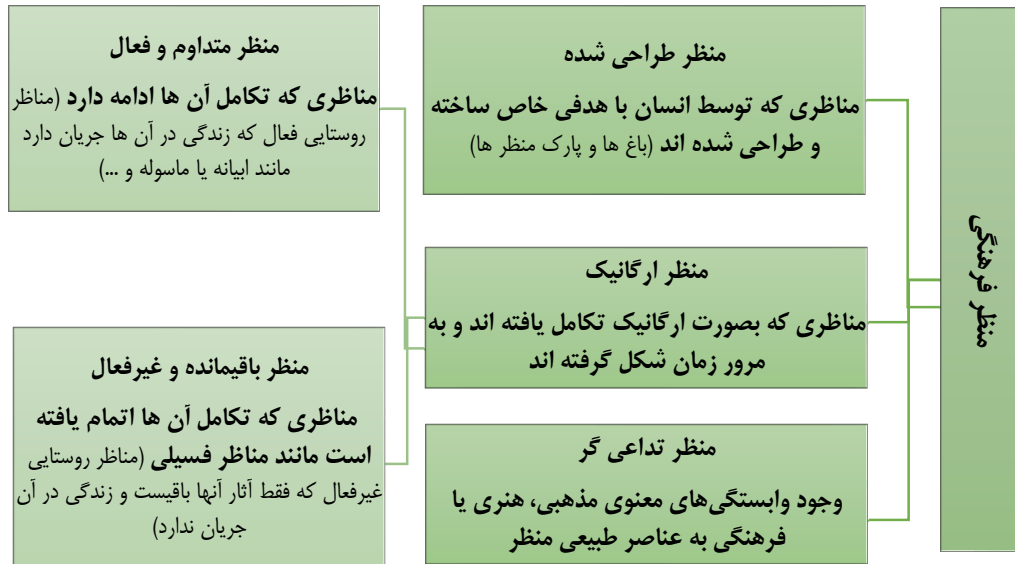 منظر فرهنگی
منظر طراحی شده
مناظری که توسط انسان با هدفی خاص ساخته
و طراحی شده اند (باغ ها و پارک منظر ها)
منظر ارگانیک
مناظری که بصورت ارگانیک تکامل یافته اند و به
مرور زمان شکل گرفته اند
منظر تداعی گر
وجود وابستگی‌های معنوی مذهبی، هنری یا
فرهنگی به عناصر طبیعی منظر
منظر متداوم و فعال
مناظری که تکامل آن ها ادامه دارد (مناظر
روستایی فعال که زندگی در آن ها جریان دارد
مانند ابیانه یا ماسوله و ...)
منظر باقیمانده و غیرفعال
مناظری که تکامل آن ها اتمام یافته
است مانند مناظر فسیلی (مناظر روستایی
غیرفعال که فقط آثار آنها باقیست و زندگی در آن
جریان ندارد)